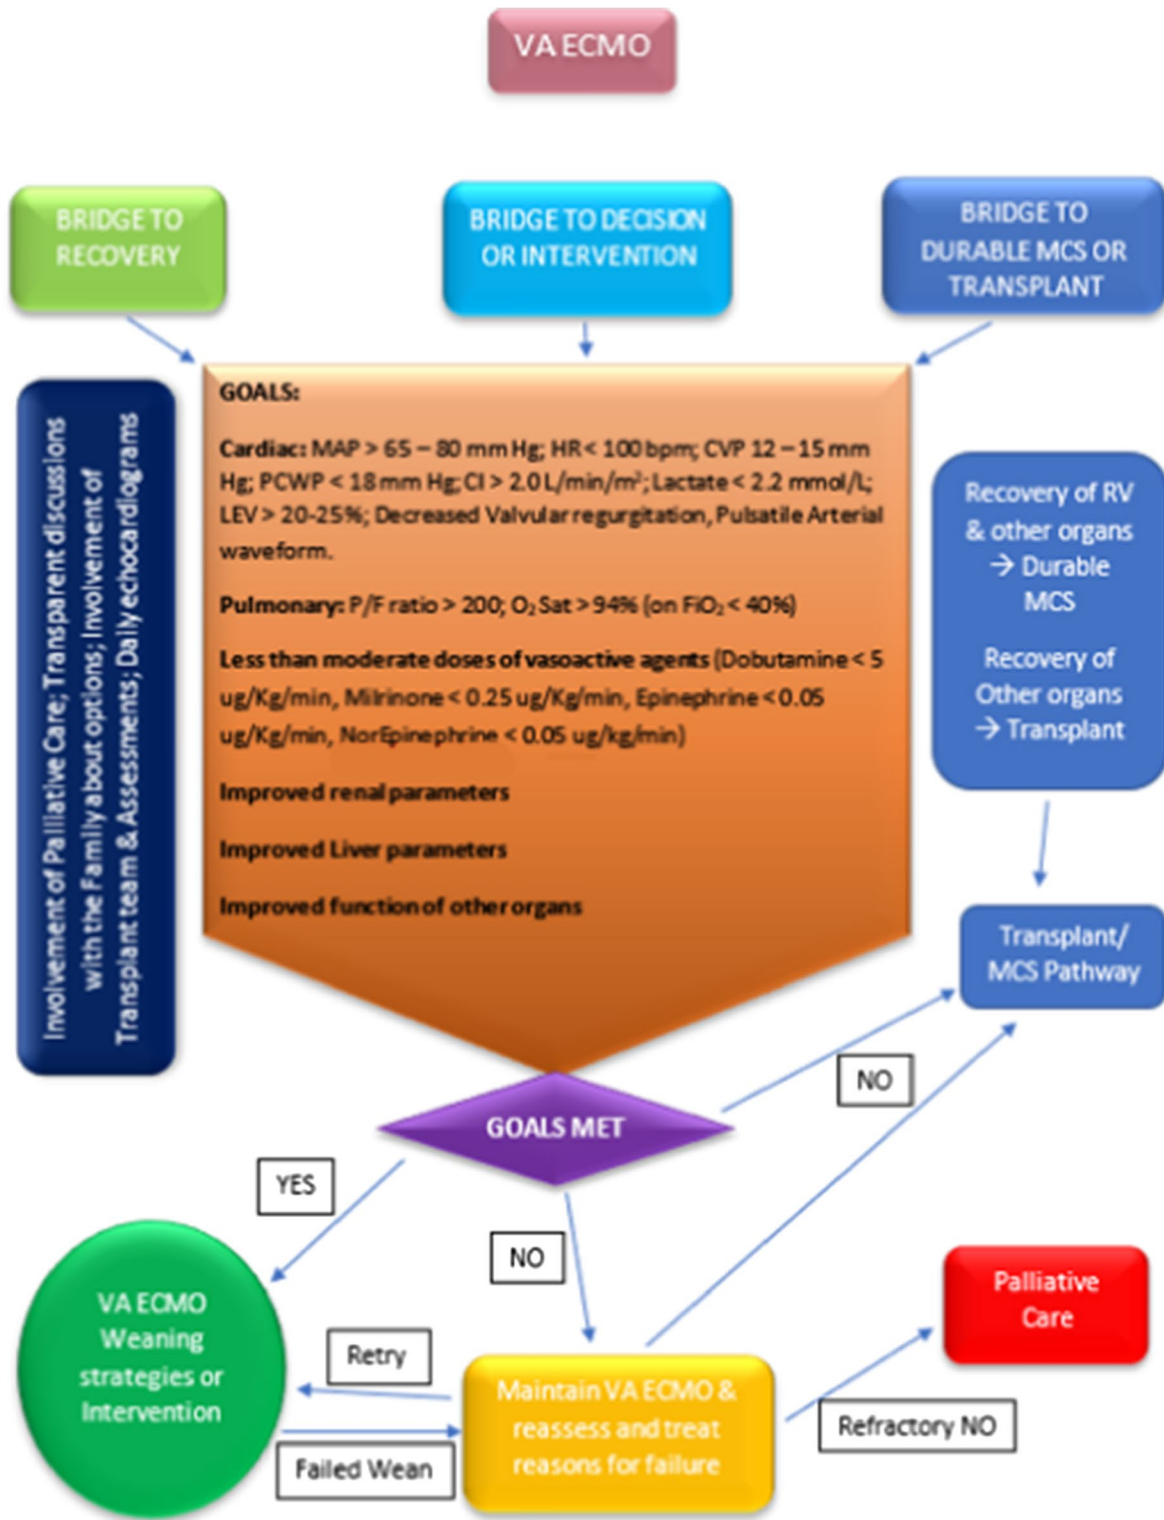 VA ECMO
BRIDGE TO
RECOVERY
BRIDGE TO DECISION
OR INTERVENTION
BRIDGE TO
DURABLE MCS OR
TRANSPLANT
Involvement of Palliative Care; Transparent discussions
with the Family about options; Involvement of
Transplant team & Assessments; Daily echocardiograms
GOALS:
Cardiac: MAP > 65 – 80 mm Hg; HR < 100 bpm; CVP 12 – 15 mm
Hg; PCWP < 18 mm Hg; CI > 2.0 L/min/m²; Lactate < 2.2 mmol/L;
LEV > 20-25%; Decreased Valvular regurgitation, Pulsatile Arterial
waveform.
Pulmonary: P/F ratio > 200; O₂ Sat > 94% (on FiO₂ < 40%)
Less than moderate doses of vasoactive agents (Dobutamine < 5
ug/Kg/min, Milrinone < 0.25 ug/Kg/min, Epinephrine < 0.05
ug/Kg/min, NorEpinephrine < 0.05 ug/kg/min)
Improved renal parameters
Improved Liver parameters
Improved function of other organs
Recovery of RV
& other organs
→ Durable
MCS
Recovery of
Other organs
→ Transplant
Transplant/
MCS Pathway
NO
GOALS MET
YES
NO
VA ECMO
Weaning
strategies or
Intervention
Retry
Failed Wean
Maintain VA ECMO &
reassess and treat
reasons for failure
Refractory NO
Palliative
Care